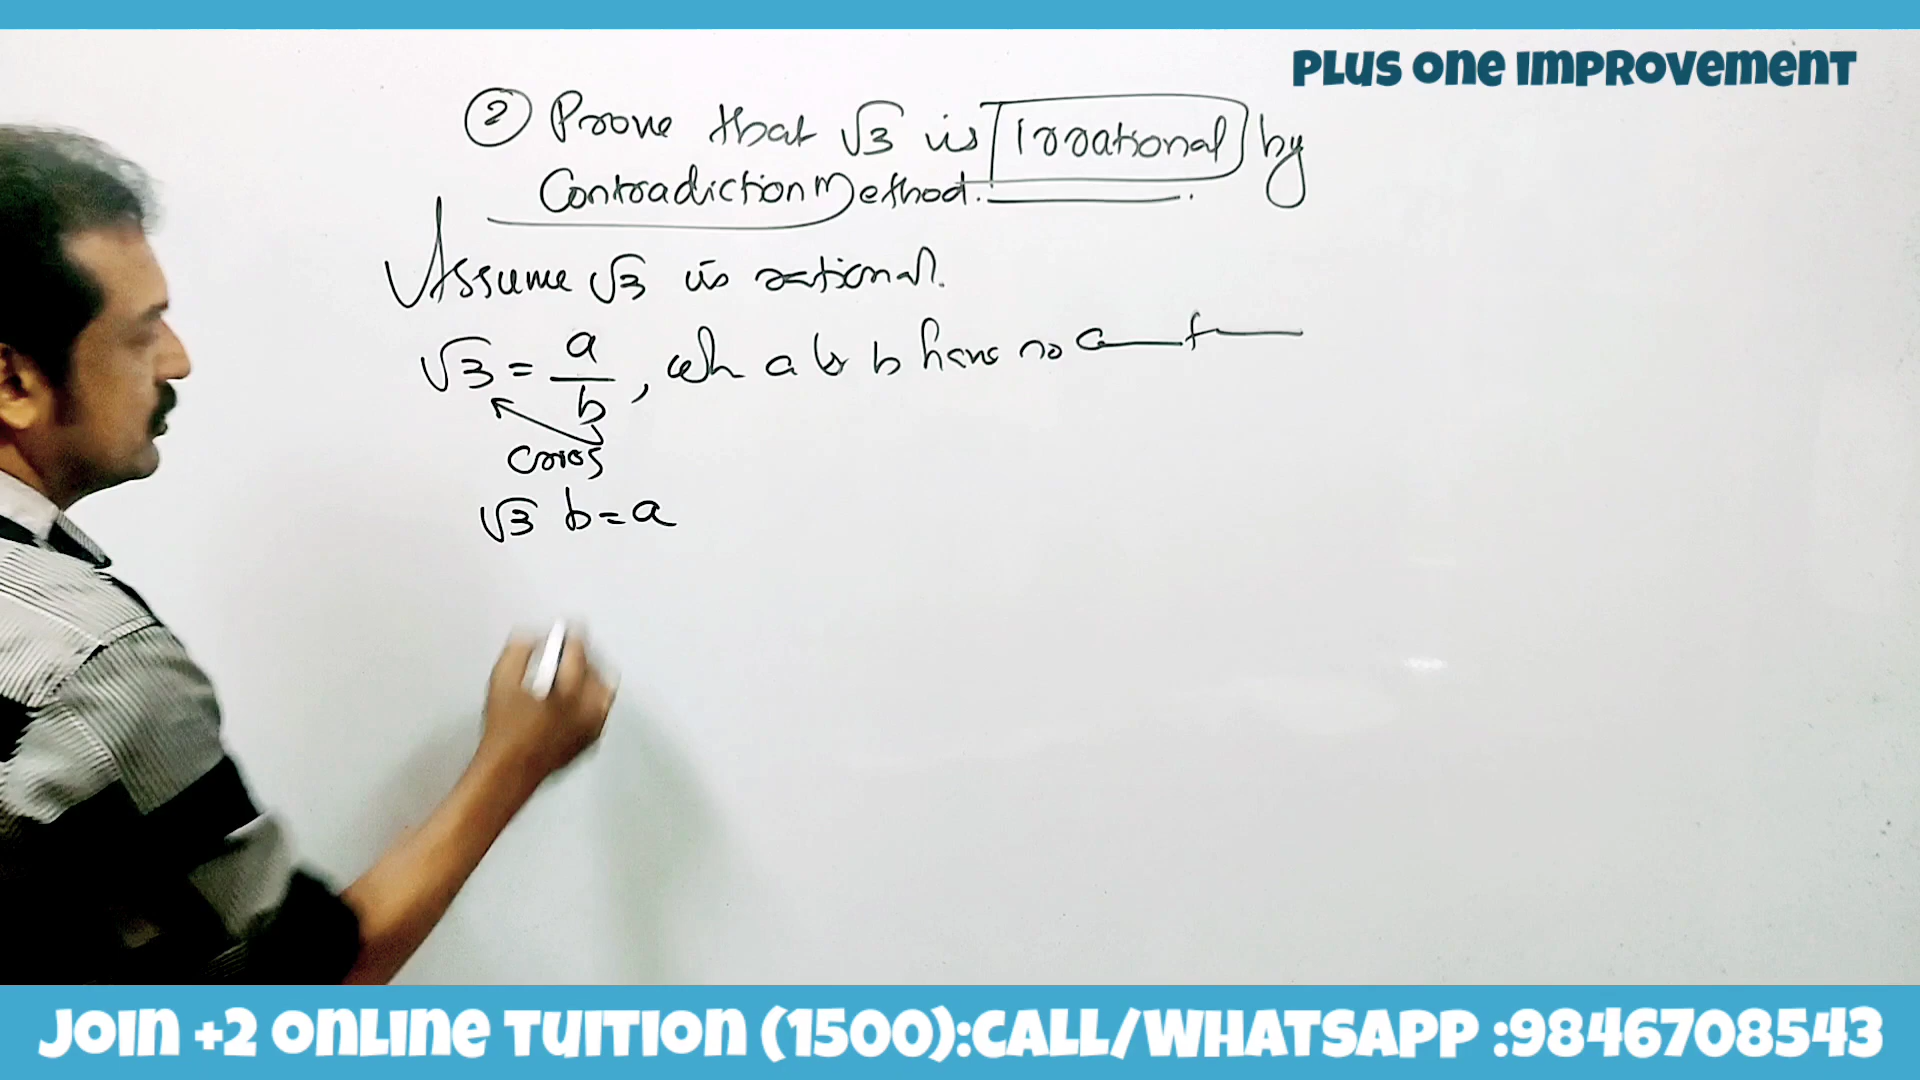 PLUS ONE IMPROVEMENT
② Prove that √3 is Irrational by
Contradiction Method.
Assume √3 is rational.
√3 = a/b, wh a & b have no
Cross
√3 b = a
JOIN +2 ONLINE TUITION (1500):CALL/WHATSAPP :9846708543